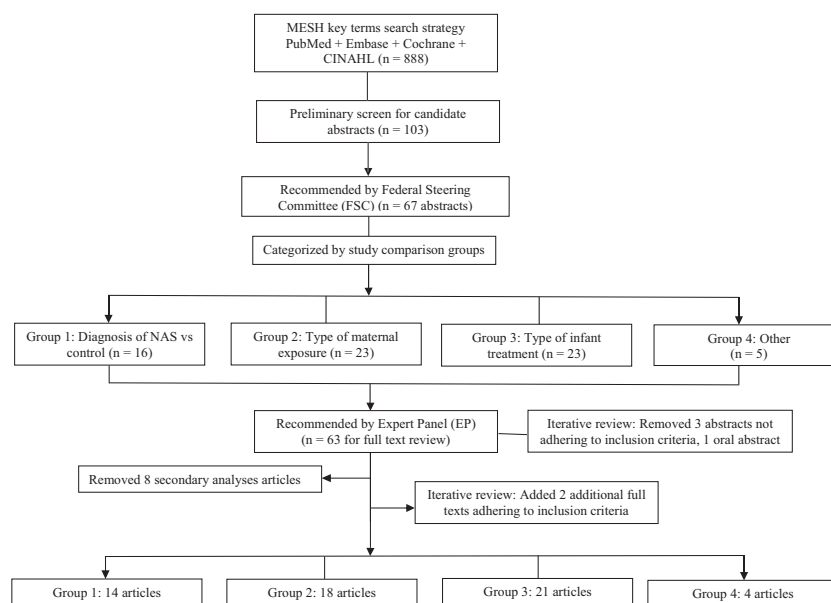 MESH key terms search strategy
PubMed + Embase + Cochrane +
CINAHL
(n = 888)
Preliminary screen for candidate
abstracts (n = 103)
Recommended by Federal Steering
Committee (FSC) (n = 67 abstracts)
Categorized by study comparison groups
Group 1: Diagnosis of NAS vs
control (n = 16)
Group 2: Type of maternal
exposure (n = 23)
Group 3: Type of infant
treatment (n = 23)
Group 4: Other
(n = 5)
Recommended by Expert Panel (EP)
(n = 63 for full text review)
Iterative review: Removed 3 abstracts not
adhering to inclusion criteria, 1 oral abstract
Removed 8 secondary analyses articles
Iterative review: Added 2 additional full
texts adhering to inclusion criteria
Group 1: 14 articles
Group 2: 18 articles
Group 3: 21 articles
Group 4: 4 articles